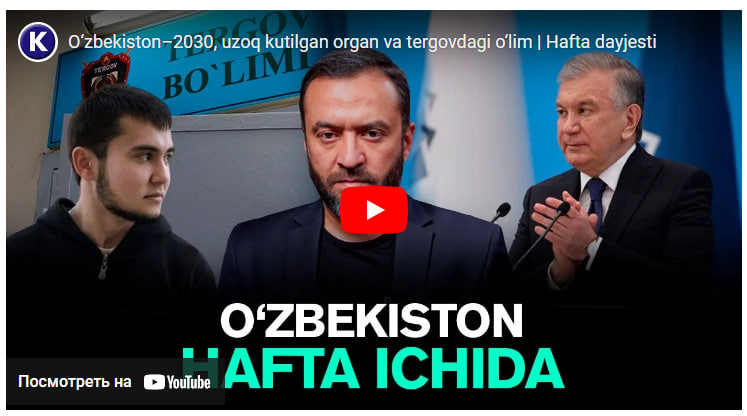 K
O‘zbekiston–2030, uzoq kutilgan organ va tergovdagi o‘lim | Hafta dayjesti
TERGOV
TERGOV
BO`LIMI
O‘ZBEKISTON
HAFTA ICHIDA
Посмотреть на YouTube